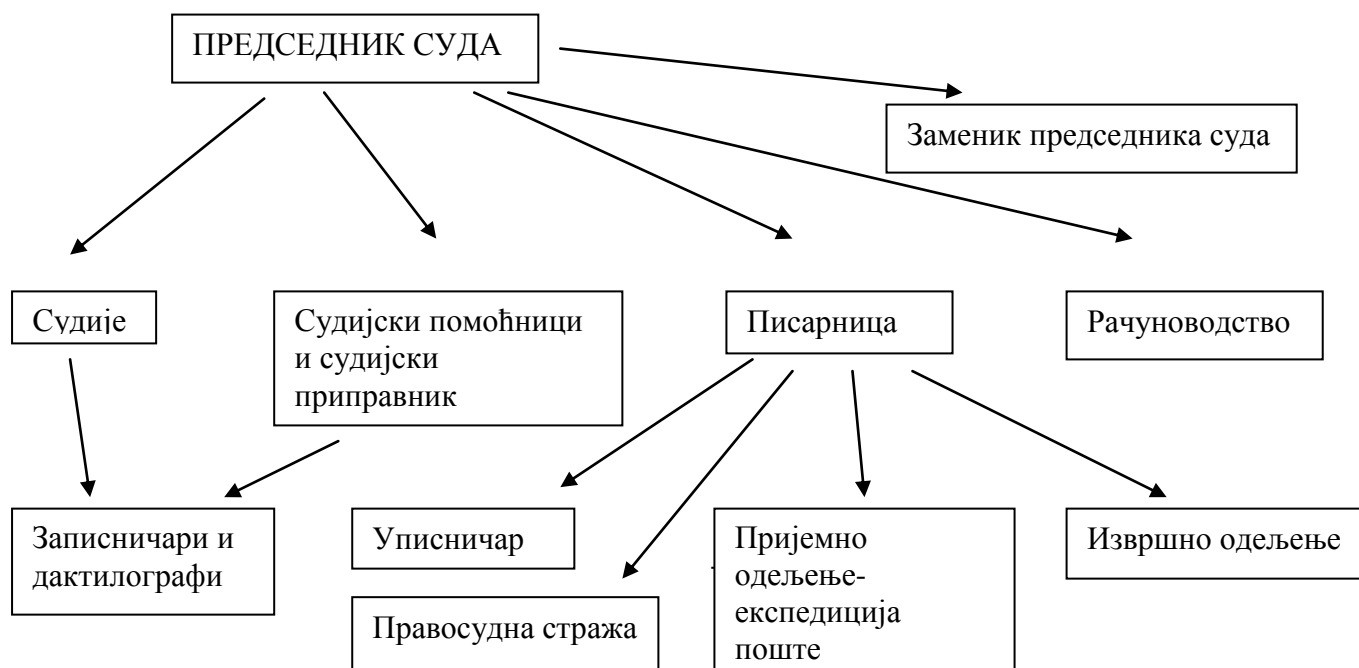 ПРЕДСЕДНИК СУДА
Заменик председника суда
Судије
Судијски помоћници
и судијски
приправник
Писарница
Рачуноводство
Записничари и
дактилографи
Уписничар
Пријемно
одељење-
експедиција
поште
Извршно одељење
Правосудна стража